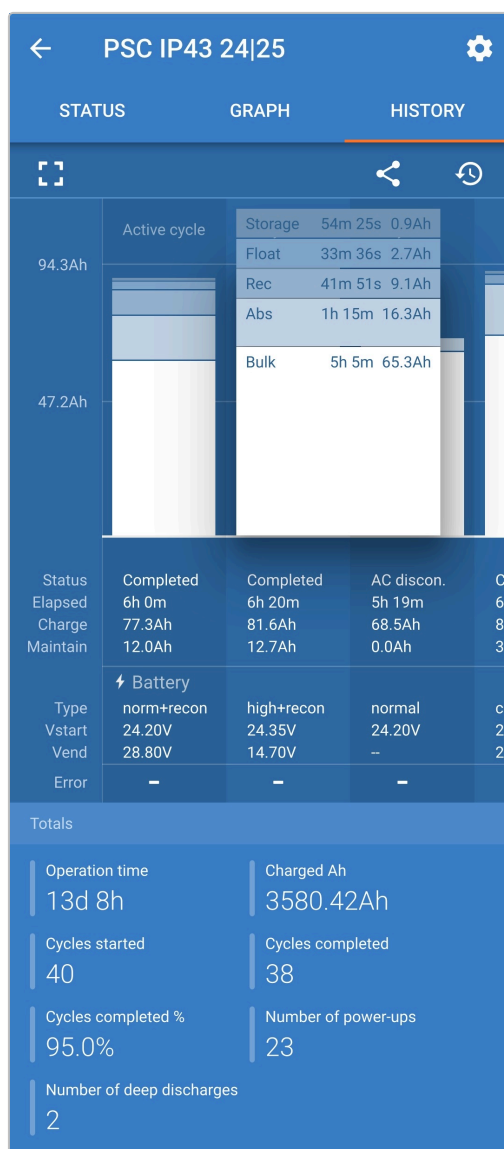 PSC IP43 24|25
STATUS GRAPH HISTORY
Active cycle
94.3Ah
47.2Ah
Storage 54m 25s 0.9Ah
Float 33m 36s 2.7Ah
Rec 41m 51s 9.1Ah
Abs 1h 15m 16.3Ah
Bulk 5h 5m 65.3Ah
Status Completed Completed AC discon. C
Elapsed 6h 0m 6h 20m 5h 19m 6
Charge 77.3Ah 81.6Ah 68.5Ah 8
Maintain 12.0Ah 12.7Ah 0.0Ah 3
Battery
Type norm+recon high+recon normal c
Vstart 24.20V 24.35V 24.20V 2
Vend 28.80V 14.70V -- 2
Error – – –
Totals
Operation time Charged Ah
13d 8h 3580.42Ah
Cycles started Cycles completed
40 38
Cycles completed % Number of power-ups
95.0% 23
Number of deep discharges
2